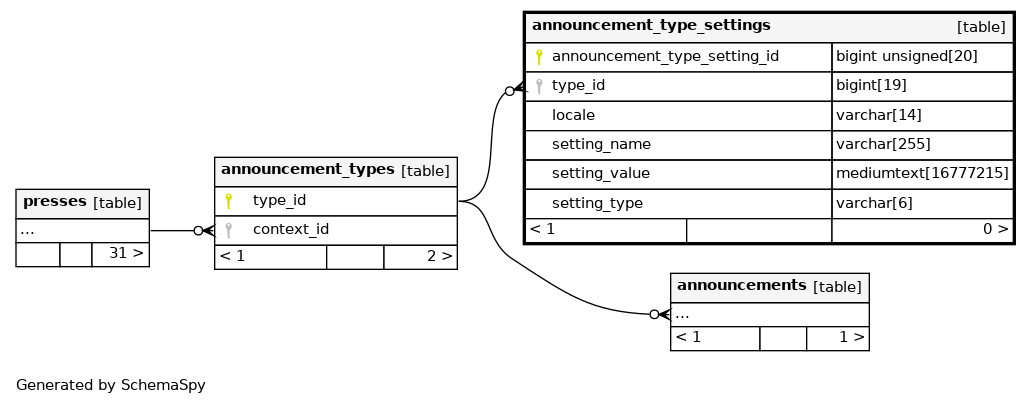 announcement_type_settings [table]
announcement_type_setting_id bigint unsigned[20]
type_id bigint[19]
locale varchar[14]
setting_name varchar[255]
setting_value mediumtext[16777215]
setting_type varchar[6]
< 1 0 >
announcement_types [table]
type_id
context_id
< 1 2 >
presses [table]
...
31 >
announcements [table]
...
< 1 1 >
Generated by SchemaSpy